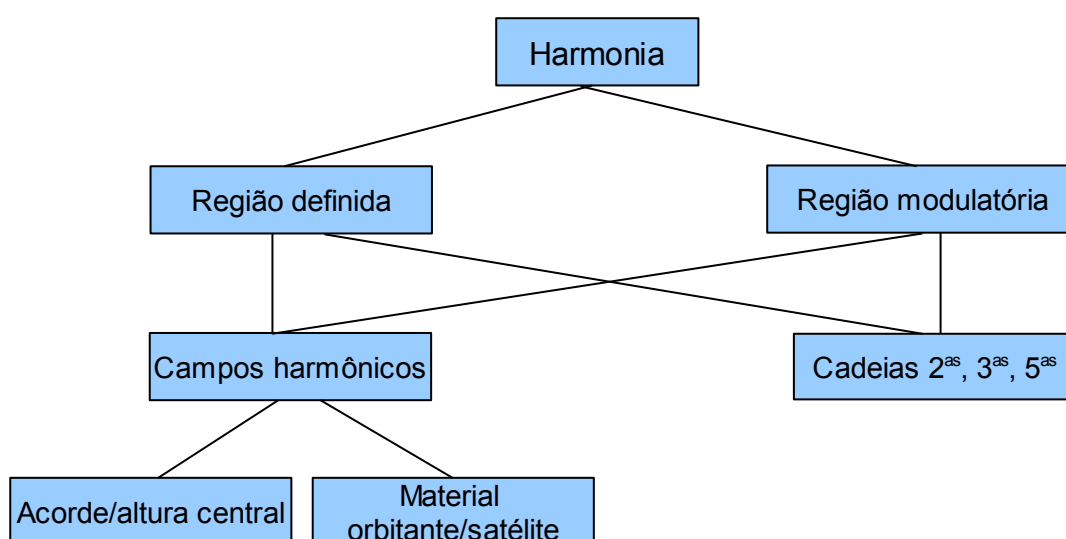 Harmonia
Região definida
Região modulatória
Campos harmônicos
Cadeias 2as, 3as, 5as
Acorde/altura central
Material
orbitante/satélite